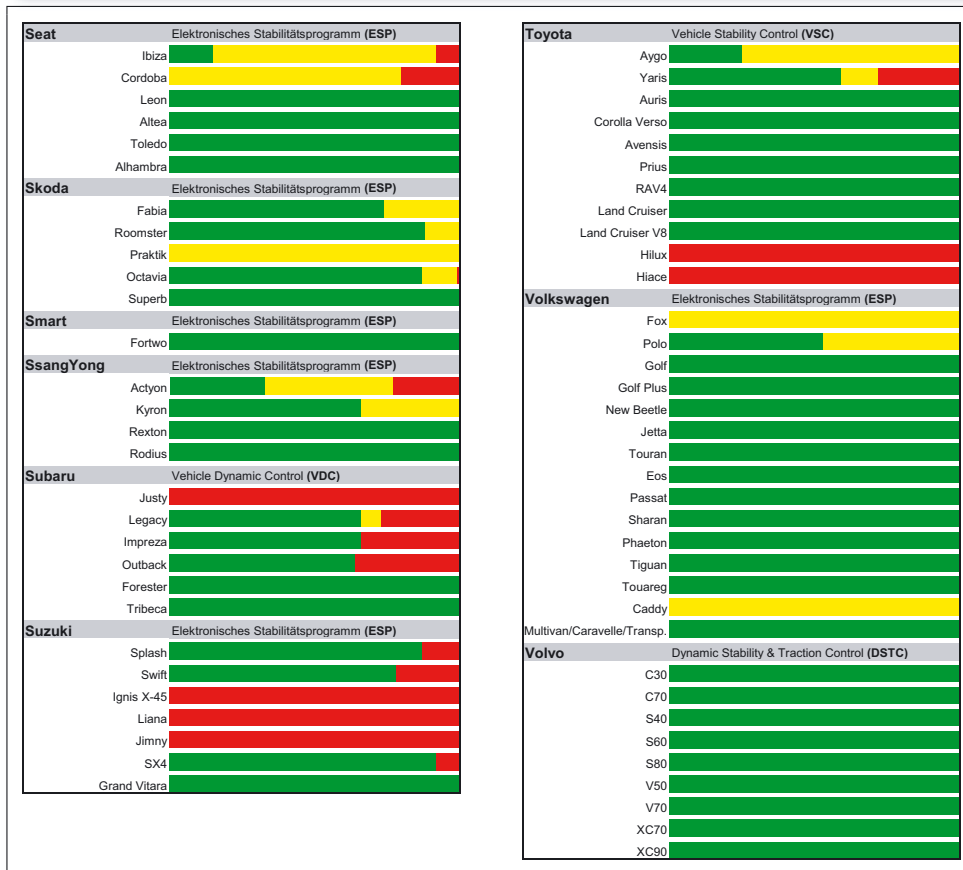 Seat Elektronisches Stabilitätsprogramm (ESP)
Ibiza
Cordoba
Leon
Altea
Toledo
Alhambra
Skoda Elektronisches Stabilitätsprogramm (ESP)
Fabia
Roomster
Praktik
Octavia
Superb
Smart Elektronisches Stabilitätsprogramm (ESP)
Fortwo
SsangYong Elektronisches Stabilitätsprogramm (ESP)
Actyon
Kyron
Rexton
Rodius
Subaru Vehicle Dynamic Control (VDC)
Justy
Legacy
Impreza
Outback
Forester
Tribeca
Suzuki Elektronisches Stabilitätsprogramm (ESP)
Splash
Swift
Ignis X-45
Liana
Jimny
SX4
Grand Vitara
Toyota Vehicle Stability Control (VSC)
Aygo
Yaris
Auris
Corolla Verso
Avensis
Prius
RAV4
Land Cruiser
Land Cruiser V8
Hilux
Hiace
Volkswagen Elektronisches Stabilitätsprogramm (ESP)
Fox
Polo
Golf
Golf Plus
New Beetle
Jetta
Touran
Eos
Passat
Sharan
Phaeton
Tiguan
Touareg
Caddy
Multivan/Caravelle/Transp.
Volvo Dynamic Stability & Traction Control (DSTC)
C30
C70
S40
S60
S80
V50
V70
XC70
XC90